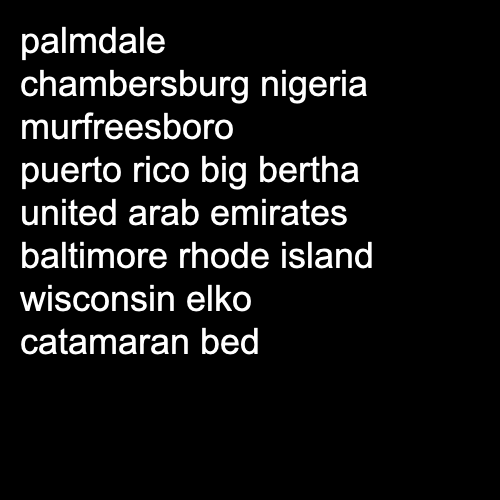 palmdale
chambersburg nigeria
murfreesboro
puerto rico big bertha
united arab emirates
baltimore rhode island
wisconsin elko
catamaran bed